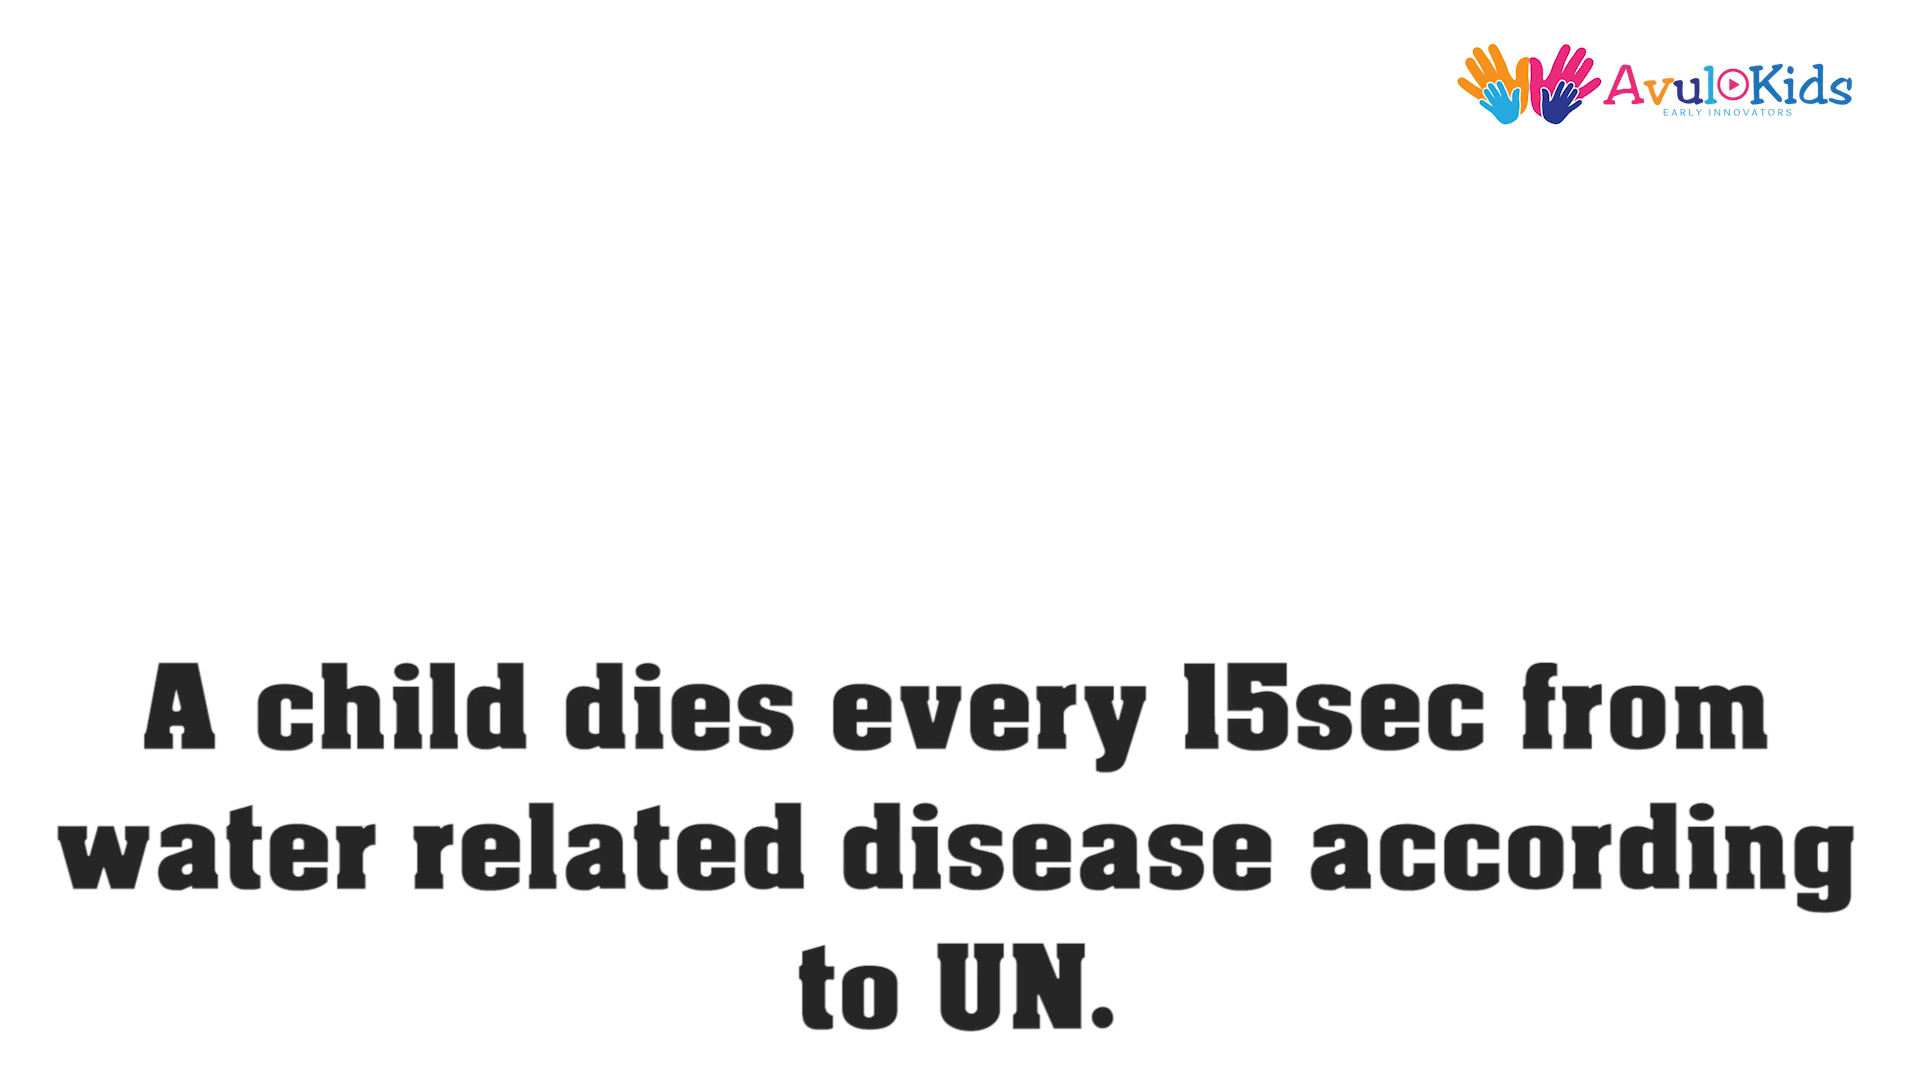 AvuloKids
EARLY INNOVATORS
A child dies every 15sec from
water related disease according
to UN.